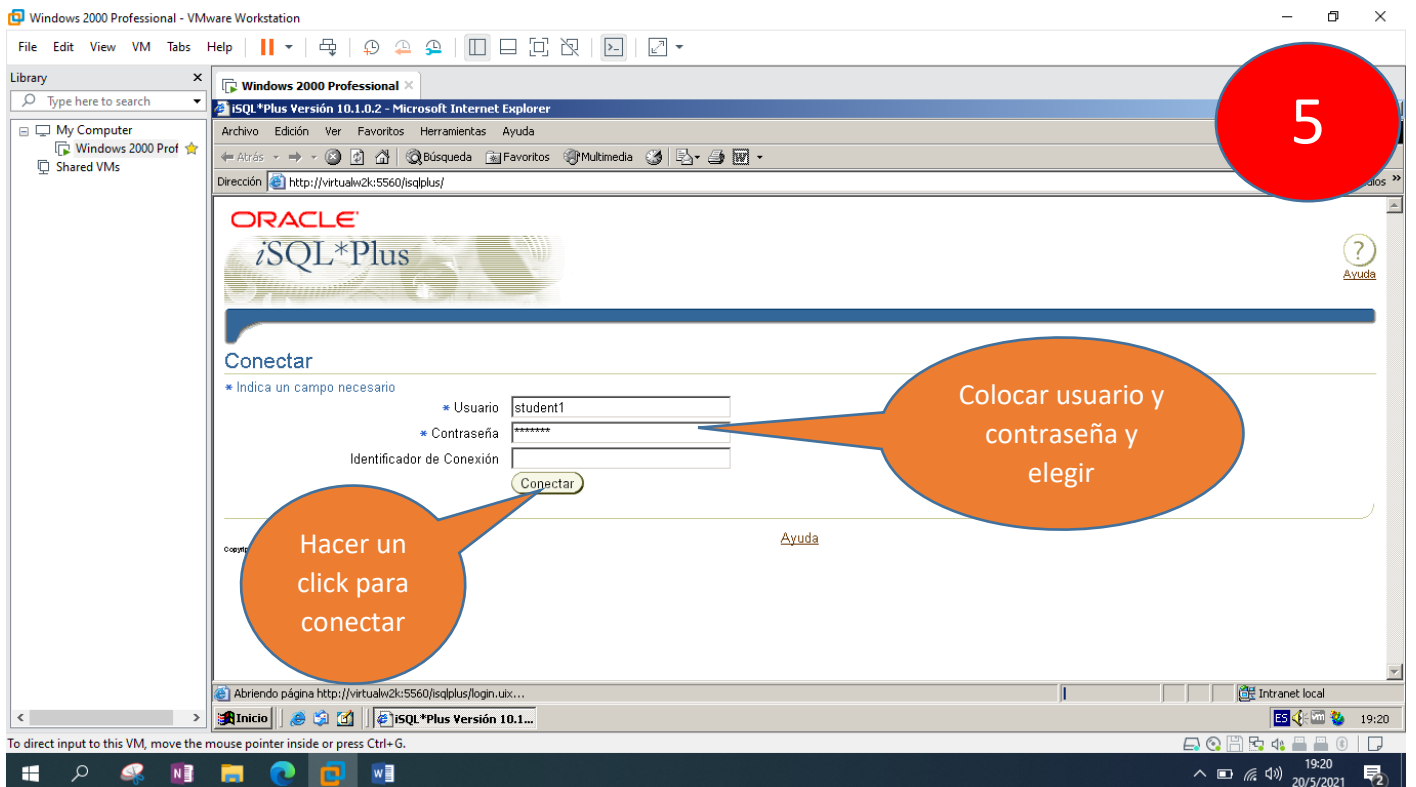 Windows 2000 Professional - VMware Workstation
File Edit View VM Tabs Help
Library
Type here to search
My Computer
Windows 2000 Prof
Shared VMs
Windows 2000 Professional
iSQL*Plus Versión 10.1.0.2 - Microsoft Internet Explorer
5
Archivo Edición Ver Favoritos Herramientas Ayuda
Atrás Búsqueda Favoritos Multimedia
Dirección http://virtualw2k:5560/isqlplus/
ORACLE
iSQL*Plus
?
Ayuda
Conectar
* Indica un campo necesario
* Usuario student1
* Contraseña *******
Identificador de Conexión
Conectar
Colocar usuario y
contraseña y
elegir
Hacer un
click para
conectar
Ayuda
Abriendo página http://virtualw2k:5560/isqlplus/login.uix...
Intranet local
Inicio iSQL*Plus Versión 10.1...
ES 19:20
To direct input to this VM, move the mouse pointer inside or press Ctrl+G.
19:20
20/5/2021
2